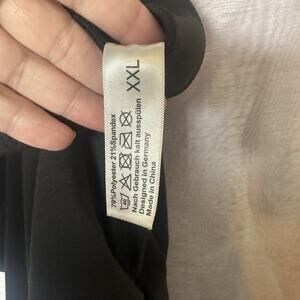 XXL
79%Polyester 21%Spandex
Nach Gebrauch kalt ausspülen
Designed in Germany
Made in China